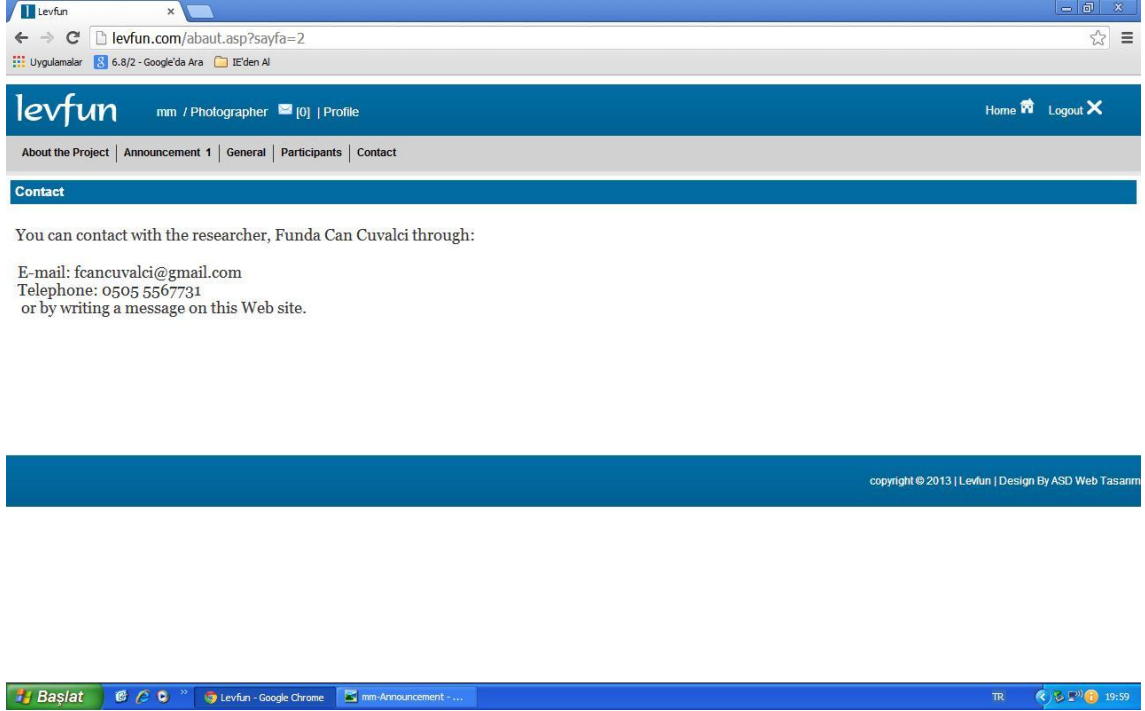 Levfun
levfun.com/abaut.asp?sayfa=2
Uygulamalar 6.8/2 - Google'da Ara IE'den Al
levfun mm / Photographer [0] | Profile Home Logout
About the Project Announcement 1 General Participants Contact
Contact
You can contact with the researcher, Funda Can Cuvalci through:
E-mail: fcancuvalci@gmail.com
Telephone: 0505 5567731
or by writing a message on this Web site.
copyright © 2013 | Levfun | Design By ASD Web Tasarım
Başlat Levfun - Google Chrome mm-Announcement - ... TR 19:59